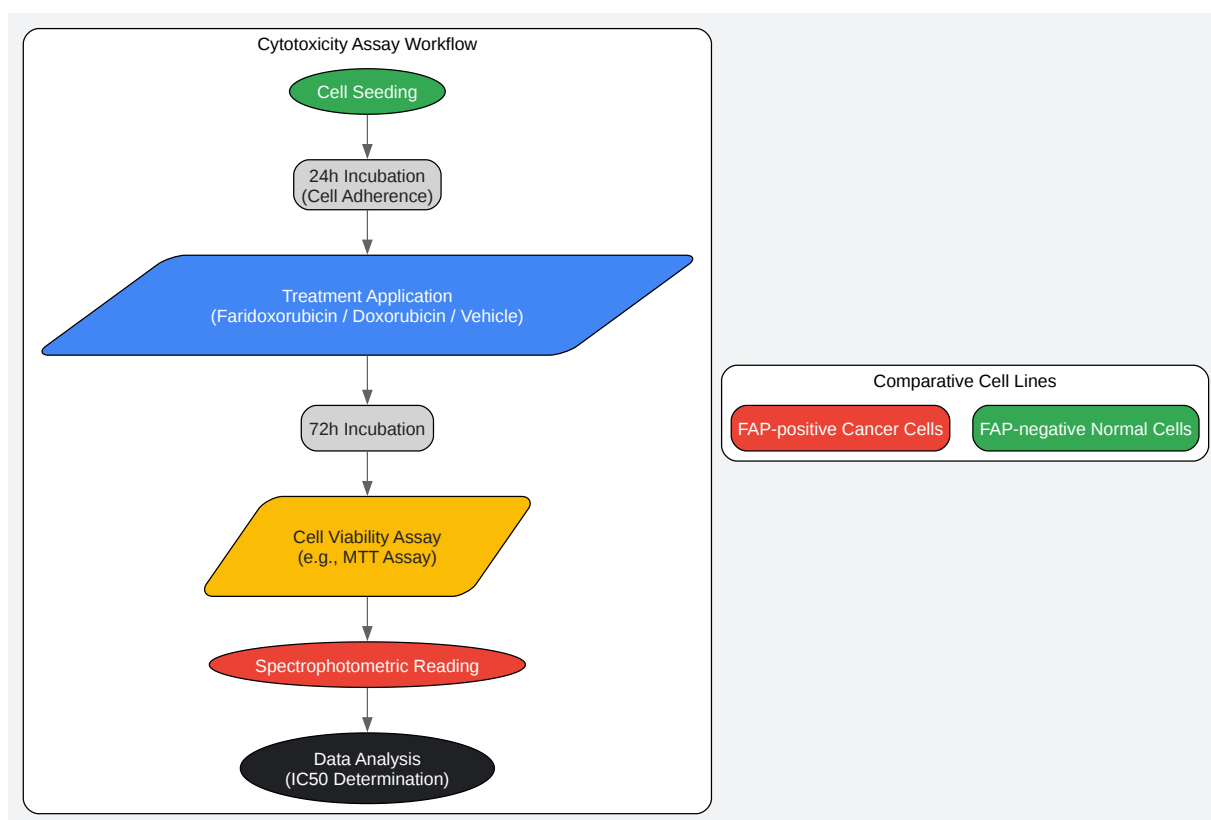 Cytotoxicity Assay Workflow
Cell Seeding
24h Incubation
(Cell Adherence)
Treatment Application
(Faridoxorubicin / Doxorubicin / Vehicle)
72h Incubation
Cell Viability Assay
(e.g., MTT Assay)
Spectrophotometric Reading
Data Analysis
(IC50 Determination)
Comparative Cell Lines
FAP-positive Cancer Cells
FAP-negative Normal Cells